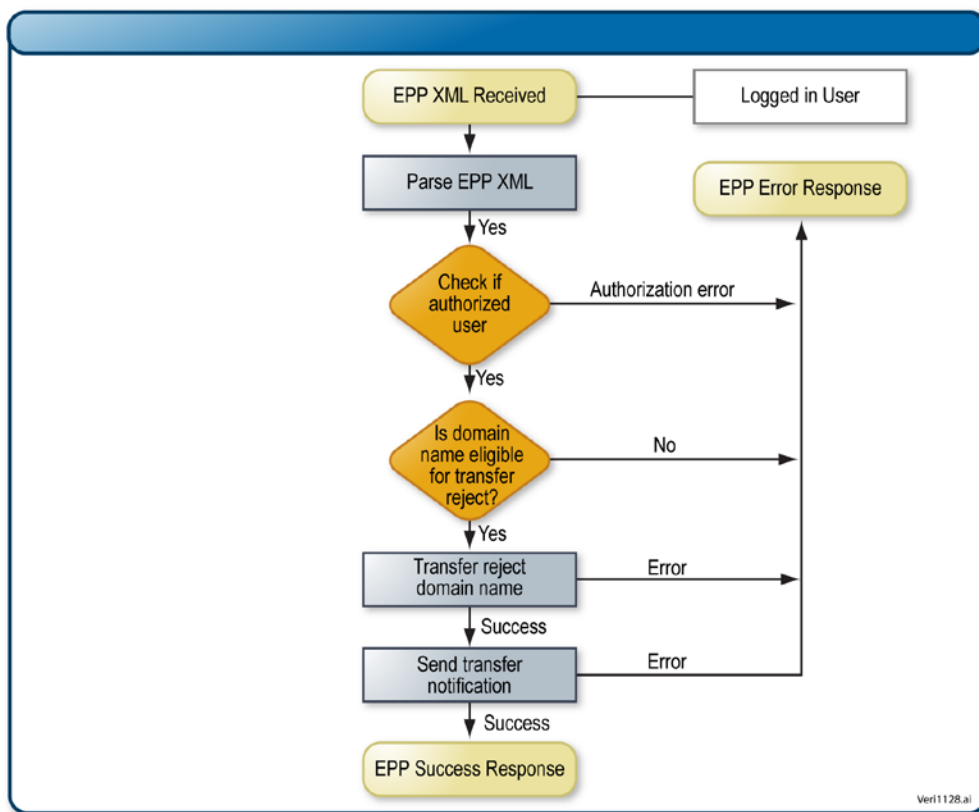 EPP XML Received
Logged in User
Parse EPP XML
EPP Error Response
Yes
Check if
authorized
user
Authorization error
Yes
Is domain
name eligible
for transfer
reject?
No
Yes
Transfer reject
domain name
Error
Success
Send transfer
notification
Error
Success
EPP Success Response
Veri1128.ai